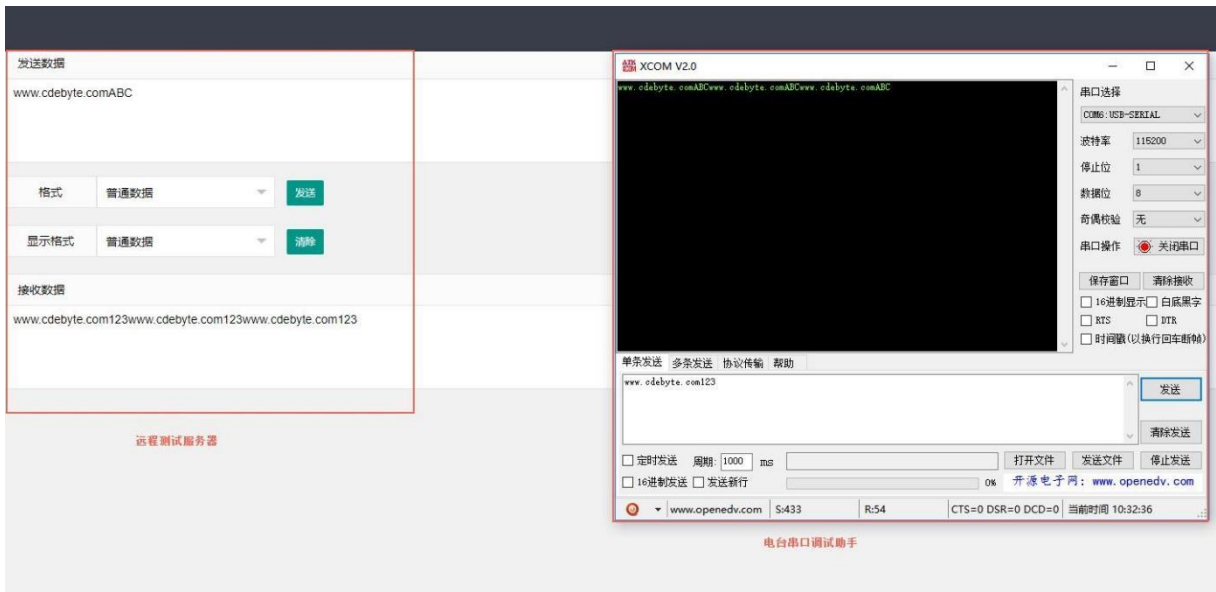 发送数据
www.cdebyte.comABC
格式
普通数据
发送
显示格式
普通数据
清除
接收数据
www.cdebyte.com123www.cdebyte.com123www.cdebyte.com123
远程测试服务器
XCOM V2.0
www.cdebyte.comABCwww.cdebyte.comABCwww.cdebyte.comABC
串口选择
COM6:USB-SERIAL
波特率 115200
停止位 1
数据位 8
奇偶校验 无
串口操作 关闭串口
保存窗口 清除接收
16进制显示 白底黑字
RTS DTR
时间戳(以换行回车断帧)
单条发送 多条发送 协议传输 帮助
www.cdebyte.com123
发送
清除发送
定时发送 周期: 1000 ms 打开文件 发送文件 停止发送
16进制发送 发送新行 0% 开源电子网: www.openedv.com
www.openedv.com S:433 R:54 CTS=0 DSR=0 DCD=0 当前时间 10:32:36
电台串口调试助手